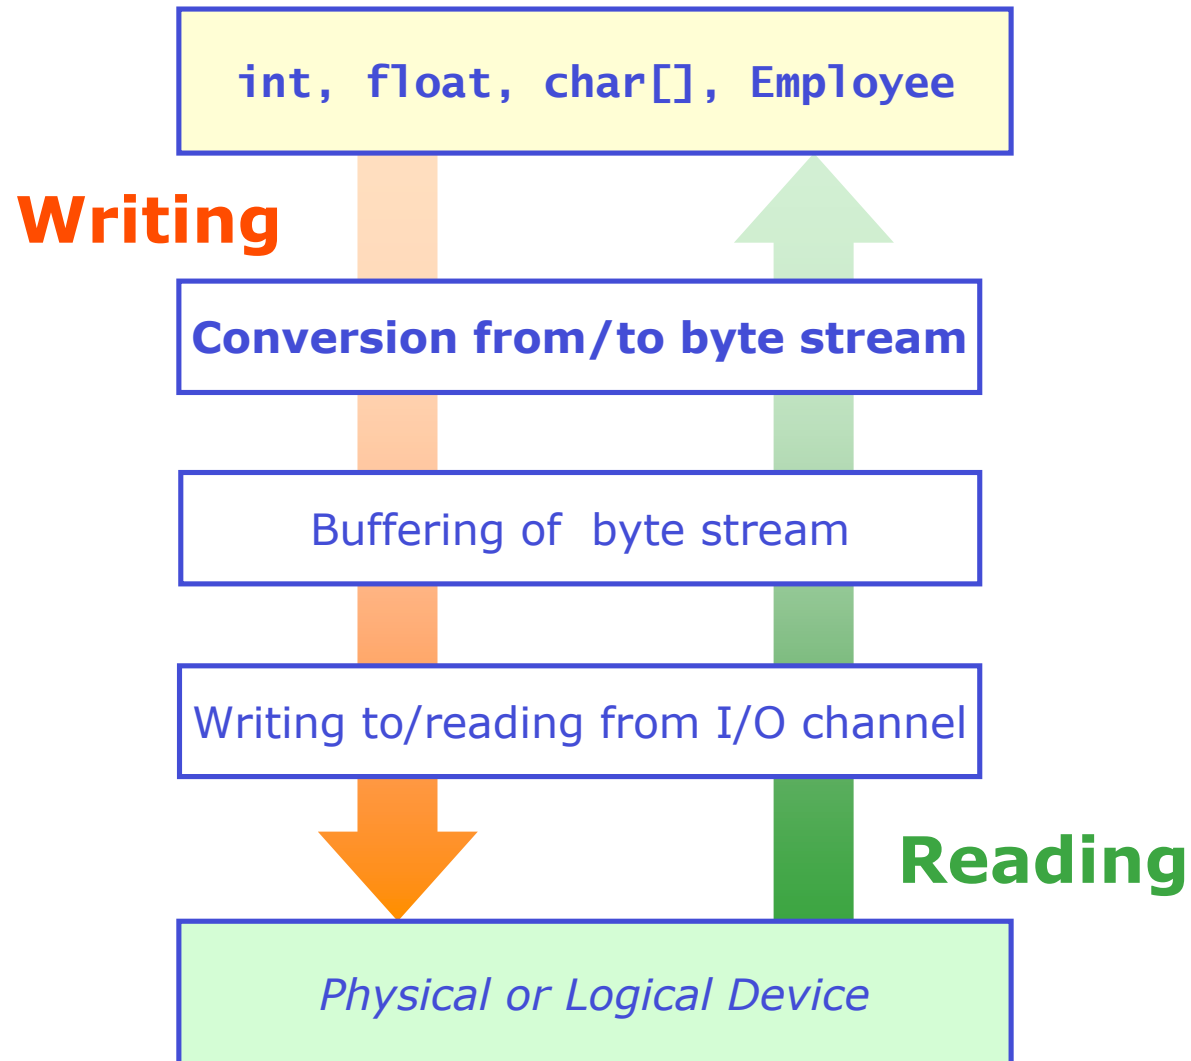 int, float, char[], Employee
Writing
Conversion from/to byte stream
Buffering of  byte stream
Writing to/reading from I/O channel
Reading
Physical or Logical Device